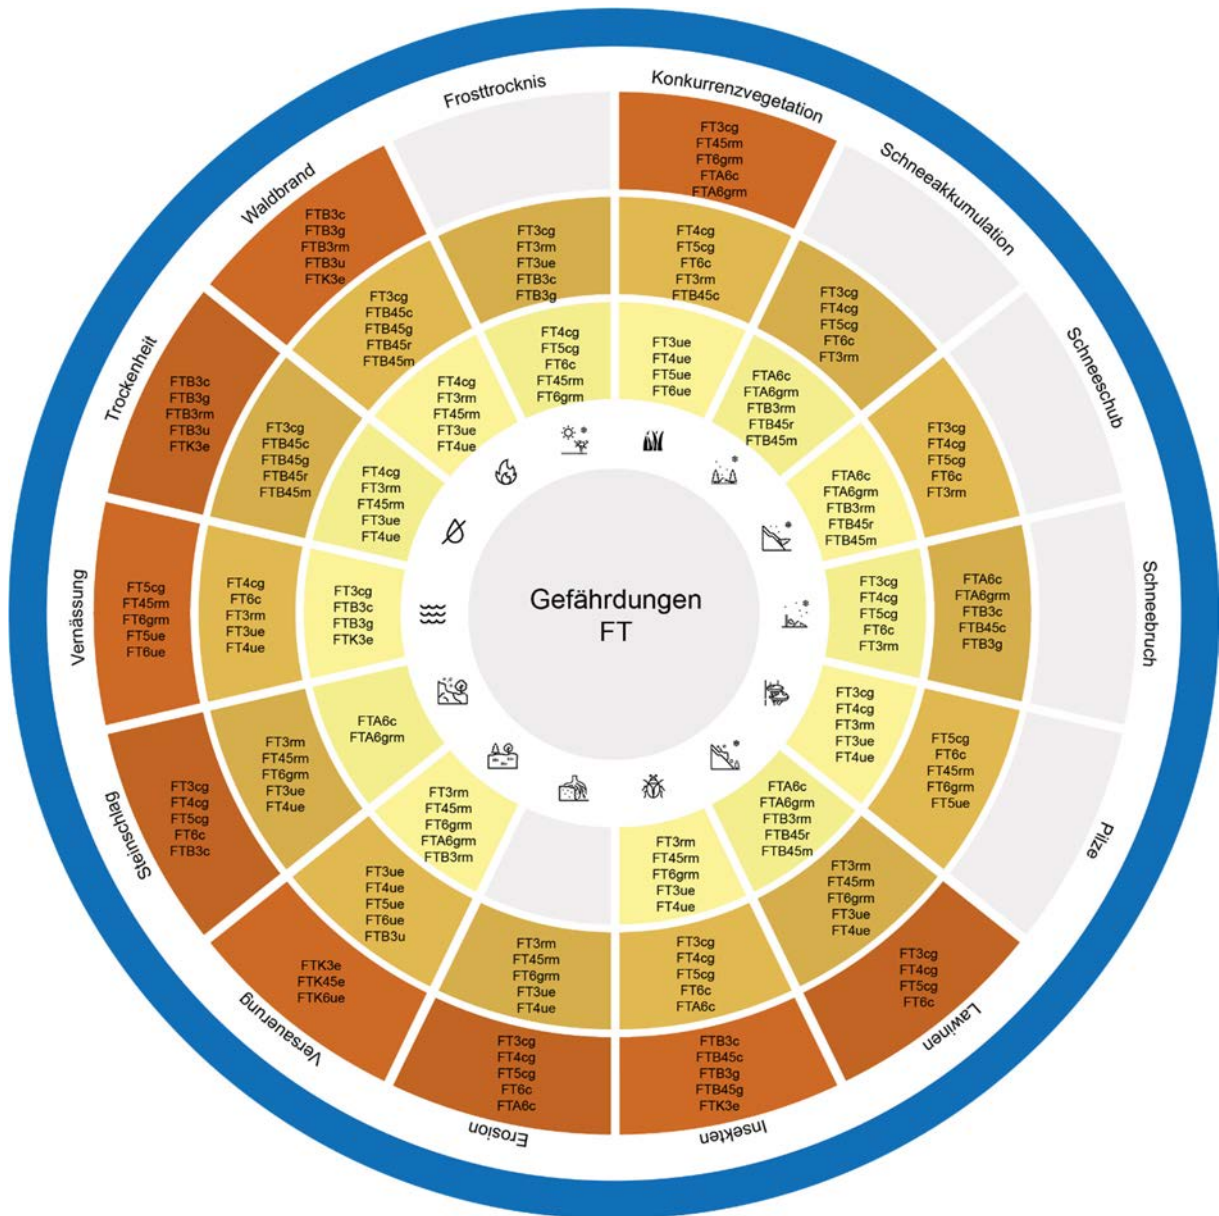 Gefährdungen
FT
Konkurrenzvegetation
FT3cg
FT45rm
FT6grm
FTA6c
FTA6grm
FT4cg
FT5cg
FT6c
FT3rm
FTB45c
FT3ue
FT4ue
FT5ue
FT6ue
Schneeakkumulation
FT3cg
FT4cg
FT5cg
FT6c
FT3rm
FTA6c
FTA6grm
FTB3rm
FTB45r
FTB45m
Schneeschub
FT3cg
FT4cg
FT5cg
FT6c
FT3rm
FTA6c
FTA6grm
FTB3rm
FTB45r
FTB45m
Schneebruch
FTA6c
FTA6grm
FTB3c
FTB45c
FTB3g
FT3cg
FT4cg
FT5cg
FT6c
FT3rm
Pilze
FT5cg
FT6c
FT45rm
FT6grm
FT5ue
FT3cg
FT4cg
FT3rm
FT3ue
FT4ue
Lawinen
FT3cg
FT4cg
FT5cg
FT6c
FT3rm
FT45rm
FT6grm
FT3ue
FT4ue
FTA6c
FTA6grm
FTB3rm
FTB45r
FTB45m
Insekten
FTB3c
FTB45c
FTB3g
FTB45g
FTK3e
FT3cg
FT4cg
FT5cg
FT6c
FTA6c
FT3rm
FT45rm
FT6grm
FT3ue
FT4ue
Erosion
FT3cg
FT4cg
FT5cg
FT6c
FTA6c
FT3rm
FT45rm
FT6grm
FT3ue
FT4ue
Versauerung
FTK3e
FTK45e
FTK6ue
FT3ue
FT4ue
FT5ue
FT6ue
FTB3u
FT3rm
FT45rm
FT6grm
FTA6grm
FTB3rm
Steinschlag
FT3cg
FT4cg
FT5cg
FT6c
FTB3c
FT3rm
FT45rm
FT6grm
FT3ue
FT4ue
FTA6c
FTA6grm
Vernässung
FT5cg
FT45rm
FT6grm
FT5ue
FT6ue
FT4cg
FT6c
FT3rm
FT3ue
FT4ue
FT3cg
FTB3c
FTB3g
FTK3e
Trockenheit
FTB3c
FTB3g
FTB3rm
FTB3u
FTK3e
FT3cg
FTB45c
FTB45g
FTB45r
FTB45m
FT4cg
FT3rm
FT45rm
FT3ue
FT4ue
Waldbrand
FTB3c
FTB3g
FTB3rm
FTB3u
FTK3e
FT3cg
FTB45c
FTB45g
FTB45r
FTB45m
FT4cg
FT3rm
FT45rm
FT3ue
FT4ue
Frosttrocknis
FT3cg
FT3rm
FT3ue
FTB3c
FTB3g
FT4cg
FT5cg
FT6c
FT45rm
FT6grm